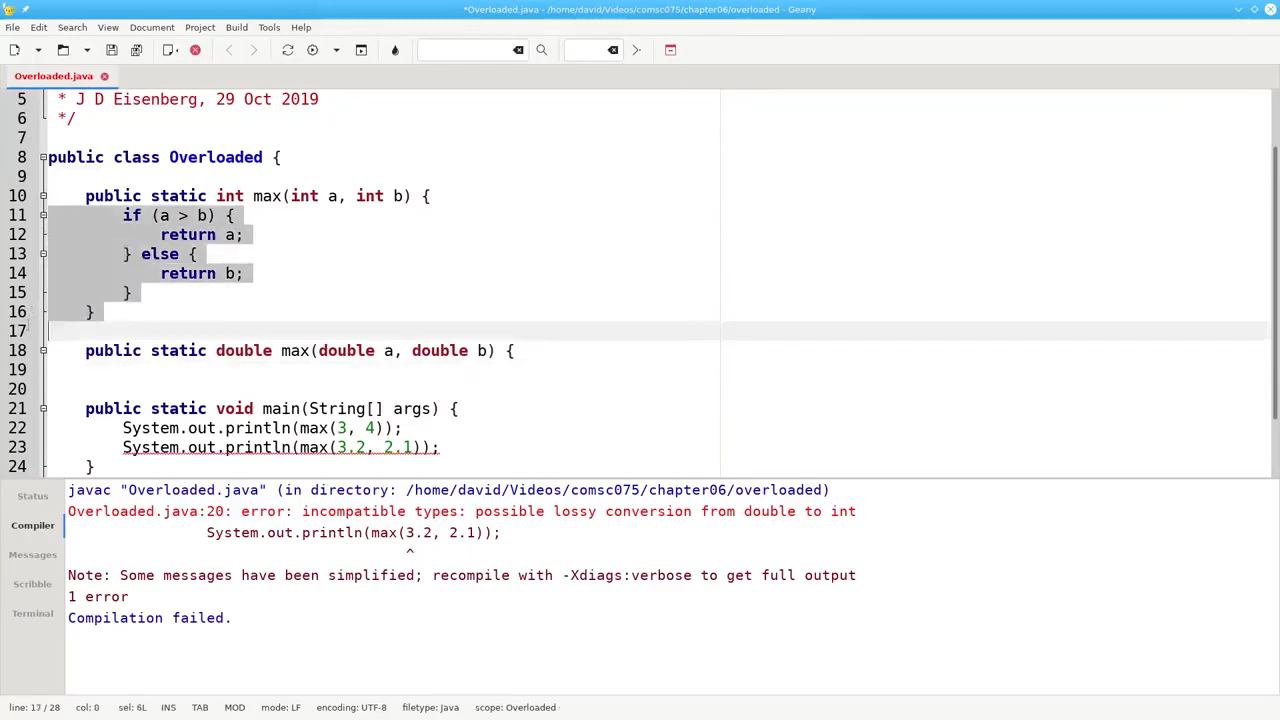 *Overloaded.java - /home/david/Videos/comsc075/chapter06/overloaded - Geany
File Edit Search View Document Project Build Tools Help
Overloaded.java
5 * J D Eisenberg, 29 Oct 2019
6 */
7
8 public class Overloaded {
9
10 public static int max(int a, int b) {
11 if (a > b) {
12 return a;
13 } else {
14 return b;
15 }
16 }
17
18 public static double max(double a, double b) {
19
20
21 public static void main(String[] args) {
22 System.out.println(max(3, 4));
23 System.out.println(max(3.2, 2.1));
24 }
Status
Compiler
Messages
Scribble
Terminal
javac "Overloaded.java" (in directory: /home/david/Videos/comsc075/chapter06/overloaded)
Overloaded.java:20: error: incompatible types: possible lossy conversion from double to int
System.out.println(max(3.2, 2.1));
^
Note: Some messages have been simplified; recompile with -Xdiags:verbose to get full output
1 error
Compilation failed.
line: 17 / 28 col: 0 sel: 6L INS TAB MOD mode: LF encoding: UTF-8 filetype: Java scope: Overloaded